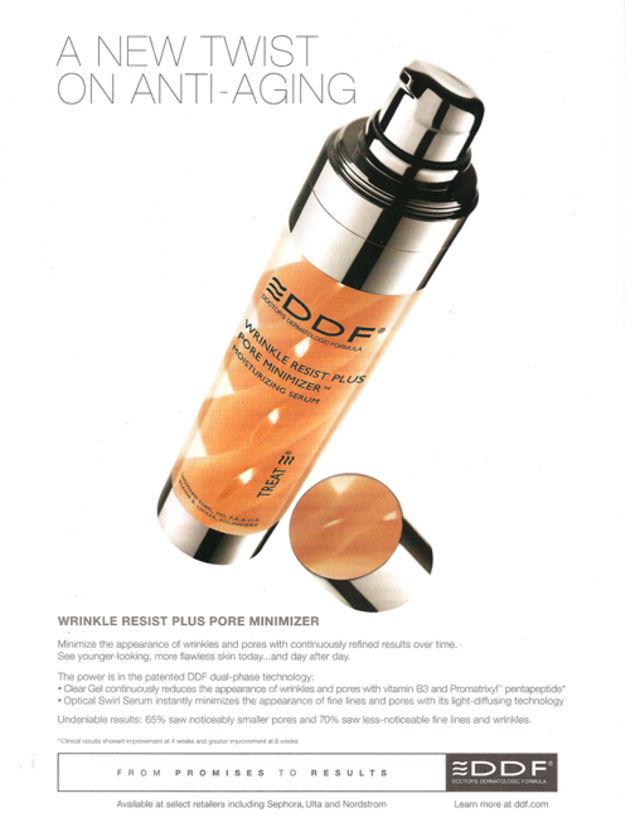 A NEW TWIST
ON ANTI-AGING
DDF®
DOCTOR'S DERMATOLOGIC FORMULA
WRINKLE RESIST PLUS
PORE MINIMIZER™
MOISTURIZING SERUM
TREAT
HOWARD SOBEL, MD, F.A.A.C.S.
ELAINE R. LINKER, FOUNDERS
WRINKLE RESIST PLUS PORE MINIMIZER
Minimize the appearance of wrinkles and pores with continuously refined results over time.
See younger-looking, more flawless skin today...and day after day.
The power is in the patented DDF dual-phase technology:
• Clear Gel continuously reduces the appearance of wrinkles and pores with vitamin B3 and Promatrixyl™ pentapeptide*
• Optical Swirl Serum instantly minimizes the appearance of fine lines and pores with its light-diffusing technology
Undeniable results: 65% saw noticeably smaller pores and 70% saw less-noticeable fine lines and wrinkles.
*Clinical results showed improvement at 4 weeks and greater improvement at 8 weeks
FROM PROMISES TO RESULTS
DDF®
DOCTOR'S DERMATOLOGIC FORMULA
Available at select retailers including Sephora, Ulta and Nordstrom
Learn more at ddf.com